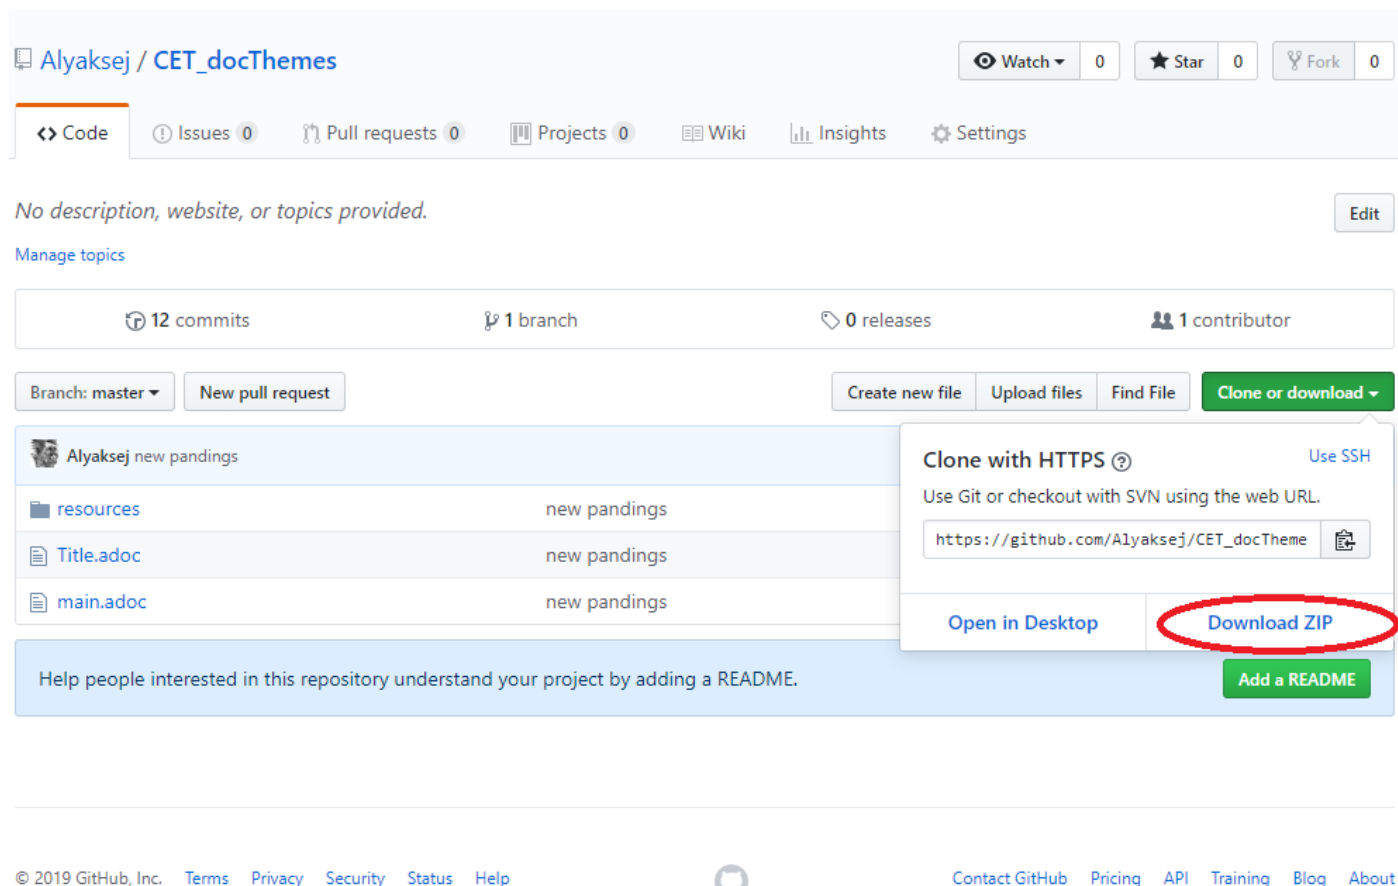 Alyaksej / CET_docThemes
Watch 0 Star 0 Fork 0
Code Issues 0 Pull requests 0 Projects 0 Wiki Insights Settings
No description, website, or topics provided. Edit
Manage topics
12 commits 1 branch 0 releases 1 contributor
Branch: master New pull request Create new file Upload files Find File Clone or download
Alyaksej new pandings
resources new pandings
Title.adoc new pandings
main.adoc new pandings
Clone with HTTPS ? Use SSH
Use Git or checkout with SVN using the web URL.
https://github.com/Alyaksej/CET_docTheme
Open in Desktop Download ZIP
Help people interested in this repository understand your project by adding a README. Add a README
© 2019 GitHub, Inc. Terms Privacy Security Status Help Contact GitHub Pricing API Training Blog About